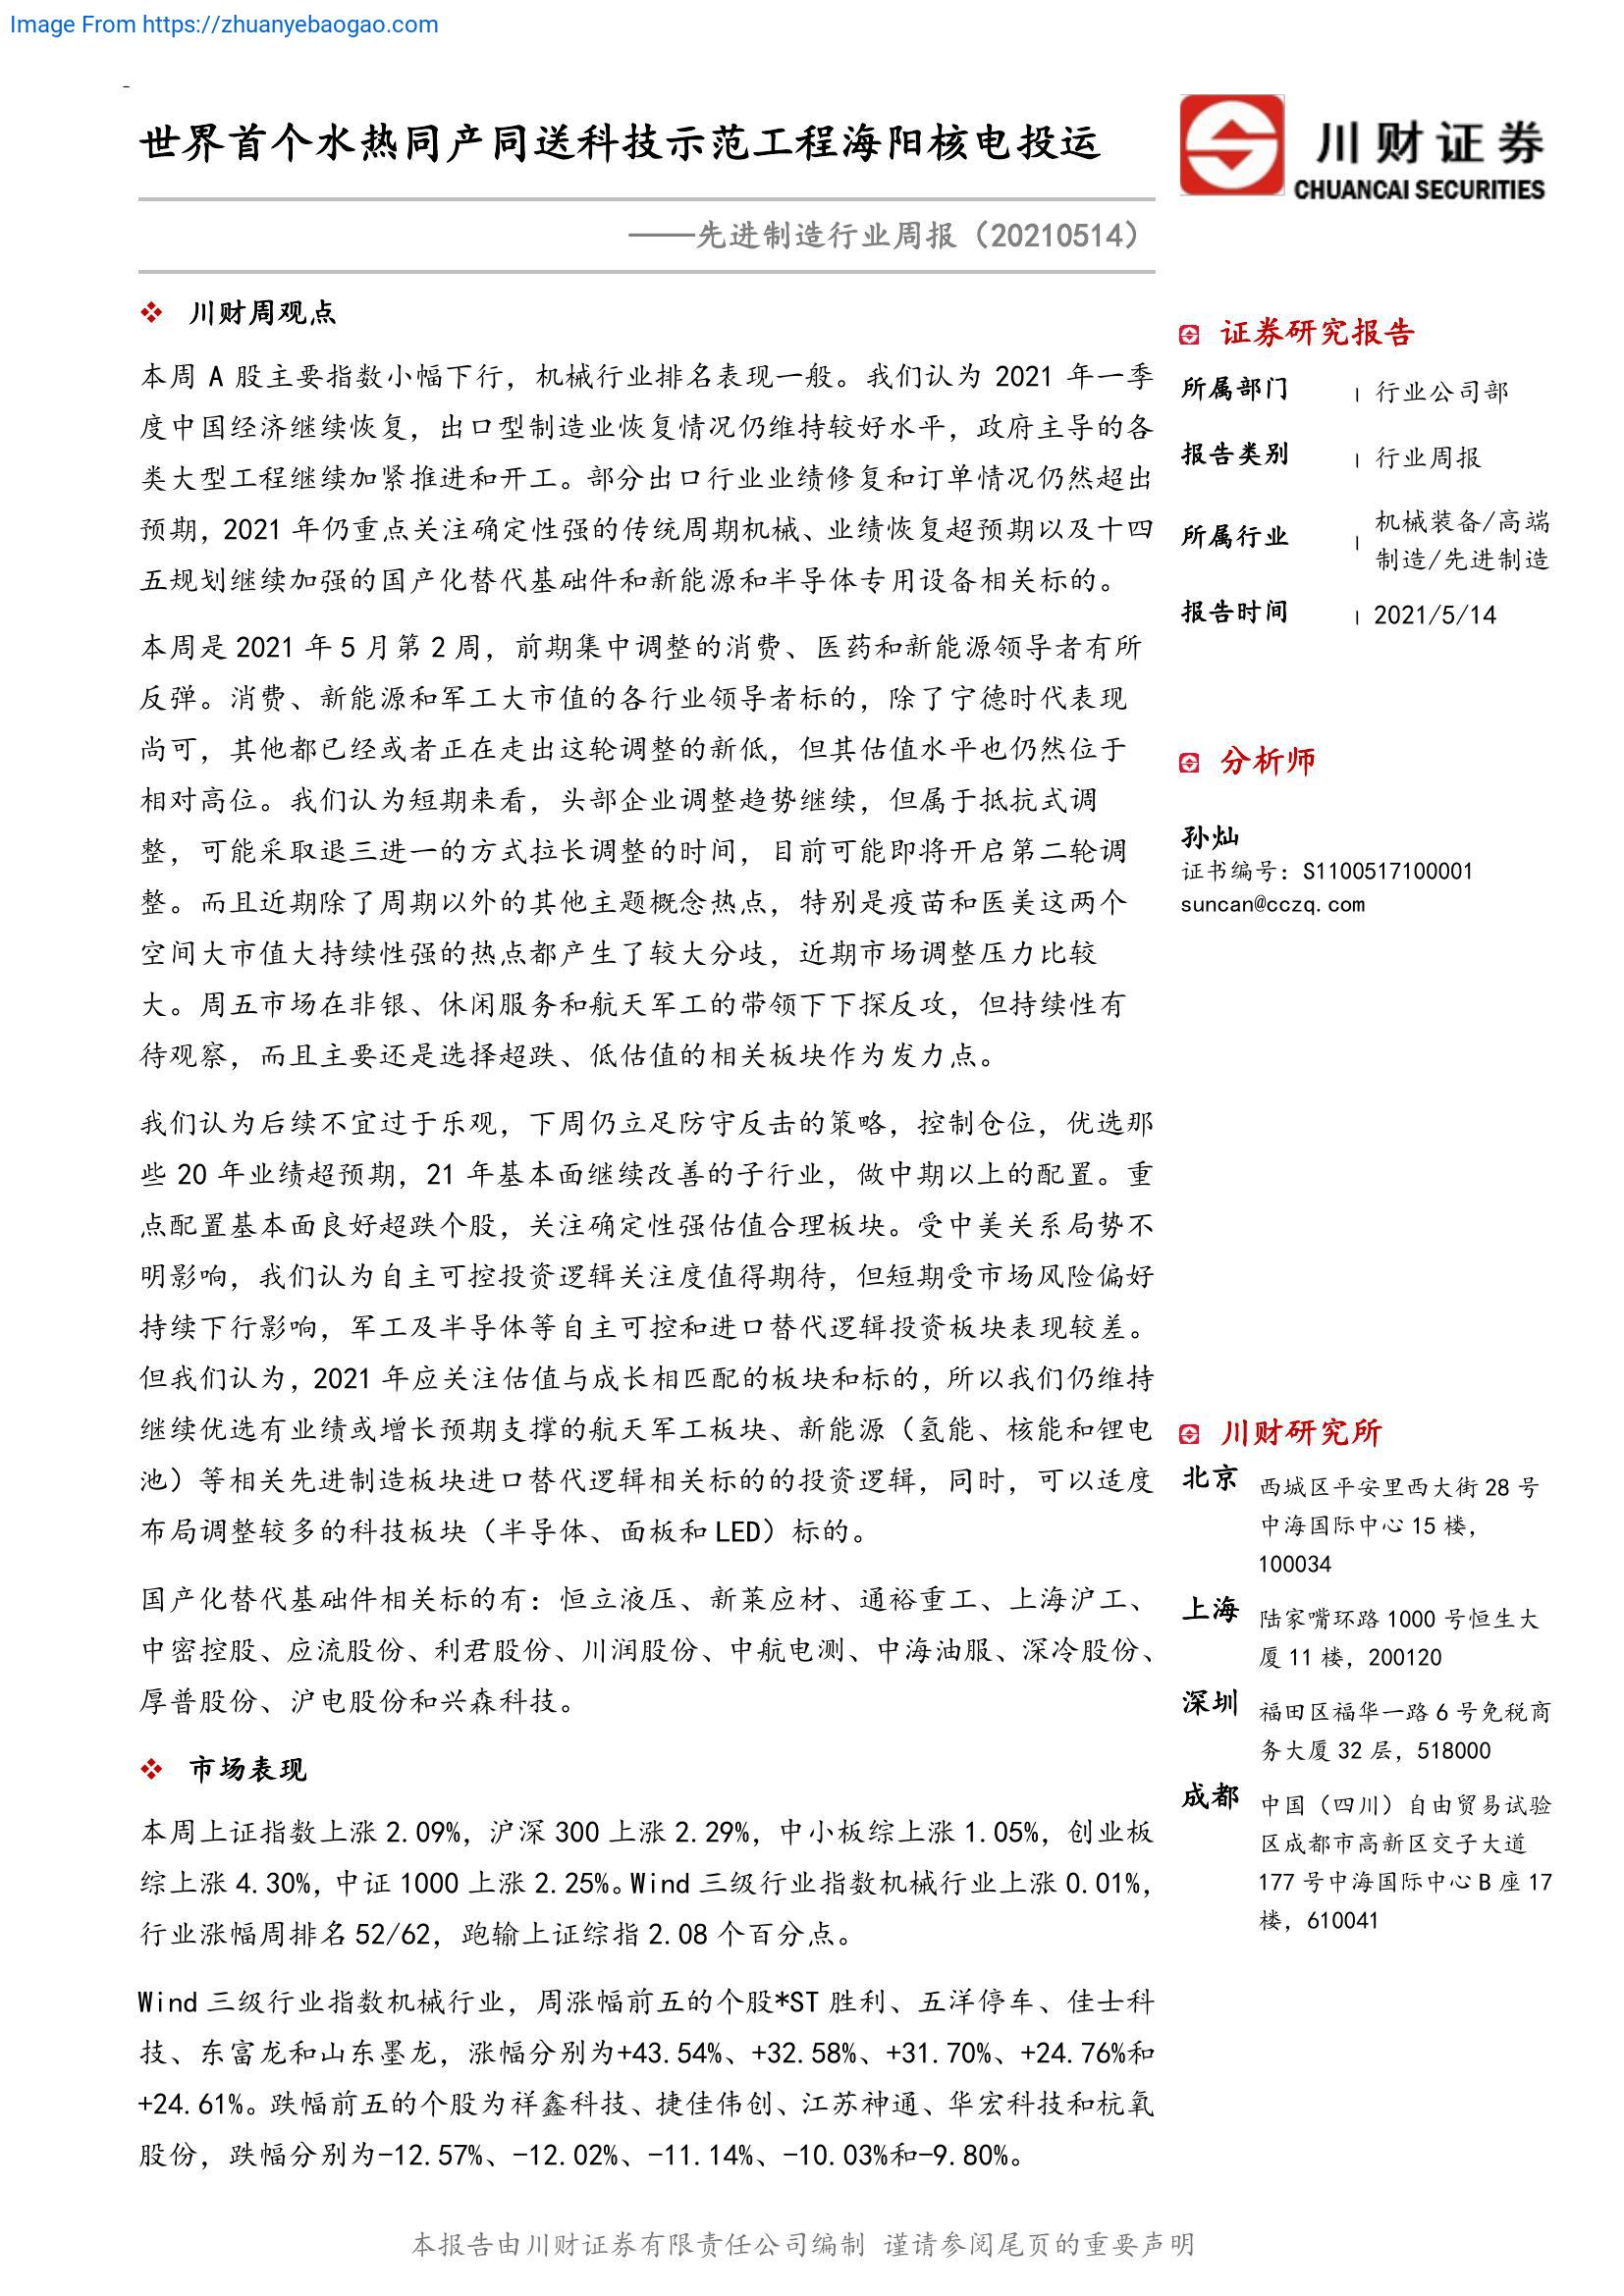 Image From https://zhuanyebaogao.com
世界首个水热同产同送科技示范工程海阳核电投运
川财证券
CHUANCAI SECURITIES
——先进制造行业周报（20210514）
川财周观点
本周 A 股主要指数小幅下行，机械行业排名表现一般。我们认为 2021 年一季
度中国经济继续恢复，出口型制造业恢复情况仍维持较好水平，政府主导的各
类大型工程继续加紧推进和开工。部分出口行业业绩修复和订单情况仍然超出
预期，2021 年仍重点关注确定性强的传统周期机械、业绩恢复超预期以及十四
五规划继续加强的国产化替代基础件和新能源和半导体专用设备相关标的。
本周是 2021 年 5 月第 2 周，前期集中调整的消费、医药和新能源领导者有所
反弹。消费、新能源和军工大市值的各行业领导者标的，除了宁德时代表现
尚可，其他都已经或者正在走出这轮调整的新低，但其估值水平也仍然位于
相对高位。我们认为短期来看，头部企业调整趋势继续，但属于抵抗式调
整，可能采取退三进一的方式拉长调整的时间，目前可能即将开启第二轮调
整。而且近期除了周期以外的其他主题概念热点，特别是疫苗和医美这两个
空间大市值大持续性强的热点都产生了较大分歧，近期市场调整压力比较
大。周五市场在非银、休闲服务和航天军工的带领下下探反攻，但持续性有
待观察，而且主要还是选择超跌、低估值的相关板块作为发力点。
我们认为后续不宜过于乐观，下周仍立足防守反击的策略，控制仓位，优选那
些 20 年业绩超预期，21 年基本面继续改善的子行业，做中期以上的配置。重
点配置基本面良好超跌个股，关注确定性强估值合理板块。受中美关系局势不
明影响，我们认为自主可控投资逻辑关注度值得期待，但短期受市场风险偏好
持续下行影响，军工及半导体等自主可控和进口替代逻辑投资板块表现较差。
但我们认为，2021 年应关注估值与成长相匹配的板块和标的，所以我们仍维持
继续优选有业绩或增长预期支撑的航天军工板块、新能源（氢能、核能和锂电
池）等相关先进制造板块进口替代逻辑相关标的的投资逻辑，同时，可以适度
布局调整较多的科技板块（半导体、面板和 LED）标的。
国产化替代基础件相关标的有：恒立液压、新莱应材、通裕重工、上海沪工、
中密控股、应流股份、利君股份、川润股份、中航电测、中海油服、深冷股份、
厚普股份、沪电股份和兴森科技。
市场表现
本周上证指数上涨 2.09%，沪深 300 上涨 2.29%，中小板综上涨 1.05%，创业板
综上涨 4.30%，中证 1000 上涨 2.25%。Wind 三级行业指数机械行业上涨 0.01%，
行业涨幅周排名 52/62，跑输上证综指 2.08 个百分点。
Wind 三级行业指数机械行业，周涨幅前五的个股*ST 胜利、五洋停车、佳士科
技、东富龙和山东墨龙，涨幅分别为+43.54%、+32.58%、+31.70%、+24.76%和
+24.61%。跌幅前五的个股为祥鑫科技、捷佳伟创、江苏神通、华宏科技和杭氧
股份，跌幅分别为-12.57%、-12.02%、-11.14%、-10.03%和-9.80%。
证券研究报告
所属部门 | 行业公司部
报告类别 | 行业周报
所属行业 | 机械装备/高端
制造/先进制造
报告时间 | 2021/5/14
分析师
孙灿
证书编号：S1100517100001
suncan@cczq.com
川财研究所
北京 西城区平安里西大街 28 号
中海国际中心 15 楼，
100034
上海 陆家嘴环路 1000 号恒生大
厦 11 楼，200120
深圳 福田区福华一路 6 号免税商
务大厦 32 层，518000
成都 中国（四川）自由贸易试验
区成都市高新区交子大道
177 号中海国际中心 B 座 17
楼，610041
本报告由川财证券有限责任公司编制 谨请参阅尾页的重要声明